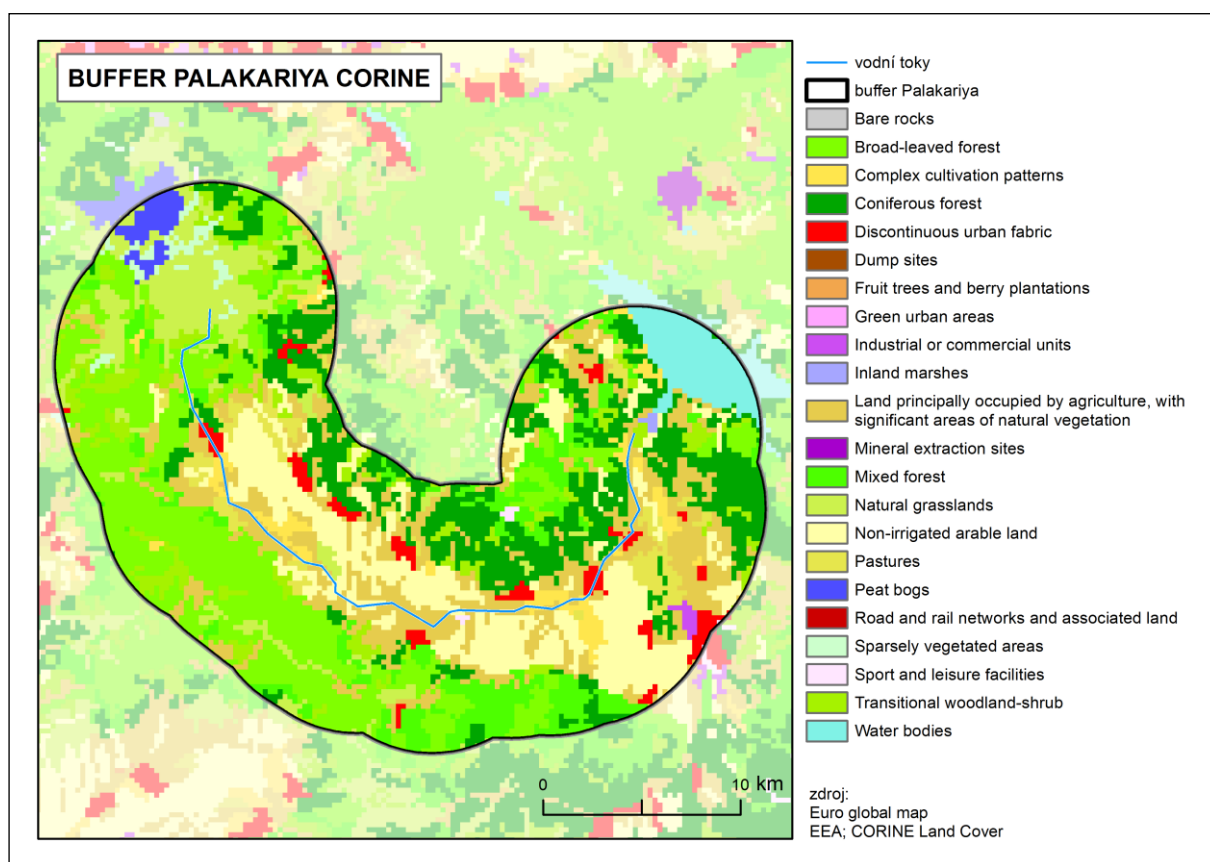 BUFFER PALAKARIYA CORINE
vodní toky
buffer Palakariya
Bare rocks
Broad-leaved forest
Complex cultivation patterns
Coniferous forest
Discontinuous urban fabric
Dump sites
Fruit trees and berry plantations
Green urban areas
Industrial or commercial units
Inland marshes
Land principally occupied by agriculture, with
significant areas of natural vegetation
Mineral extraction sites
Mixed forest
Natural grasslands
Non-irrigated arable land
Pastures
Peat bogs
Road and rail networks and associated land
Sparsely vegetated areas
Sport and leisure facilities
Transitional woodland-shrub
Water bodies
0 10 km
zdroj:
Euro global map
EEA; CORINE Land Cover